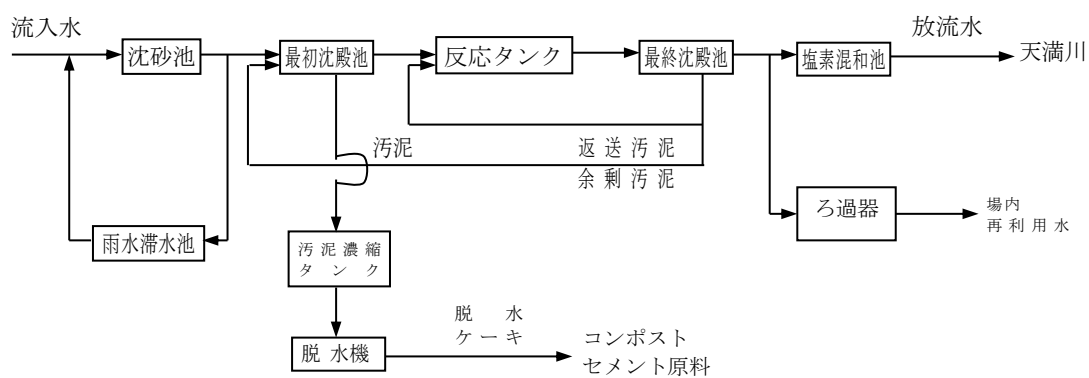 流入水
沈砂池
最初沈殿池
反応タンク
最終沈殿池
塩素混和池
放流水
天満川
汚泥
返送汚泥
余剰汚泥
ろ過器
場内
再利用水
雨水滞水池
汚泥濃縮
タンク
脱水機
脱水
ケーキ
コンポスト
セメント原料